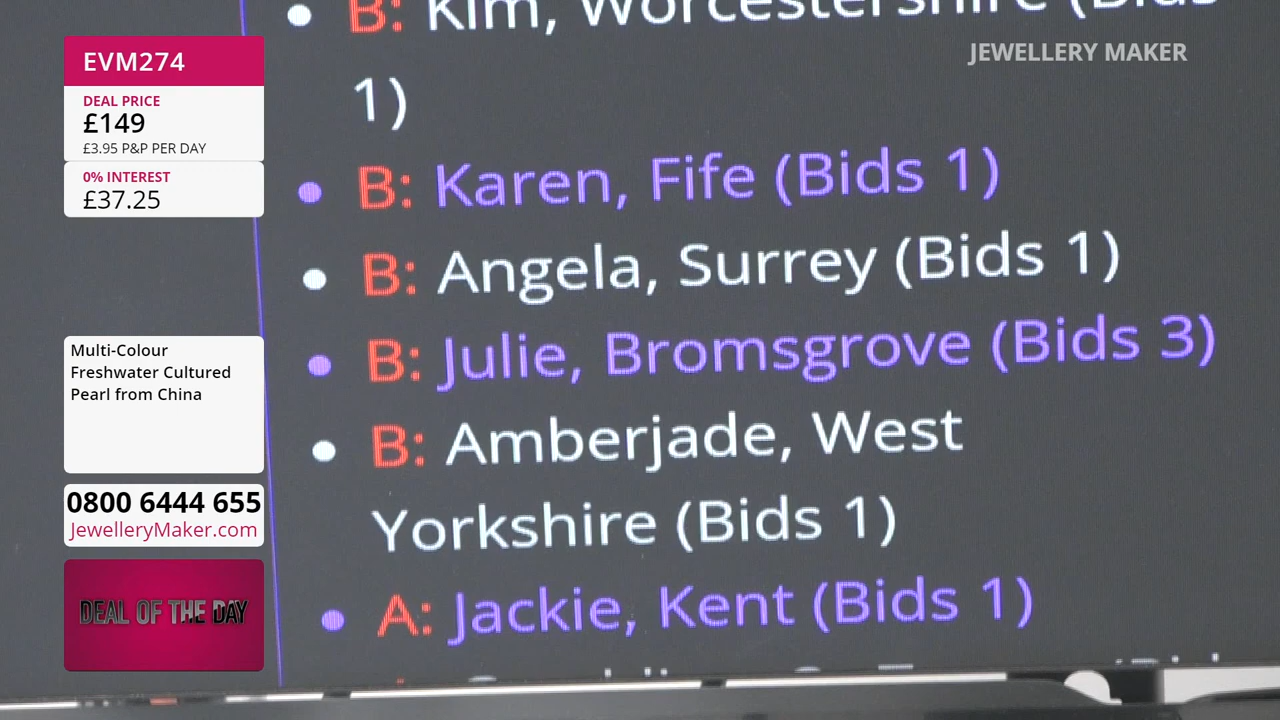 EVM274
DEAL PRICE
£149
£3.95 P&P PER DAY
0% INTEREST
£37.25
Multi-Colour
Freshwater Cultured
Pearl from China
0800 6444 655
JewelleryMaker.com
DEAL OF THE DAY
JEWELLERY MAKER
B: Kim, Worcestershire (Bids
1)
B: Karen, Fife (Bids 1)
B: Angela, Surrey (Bids 1)
B: Julie, Bromsgrove (Bids 3)
B: Amberjade, West
Yorkshire (Bids 1)
A: Jackie, Kent (Bids 1)